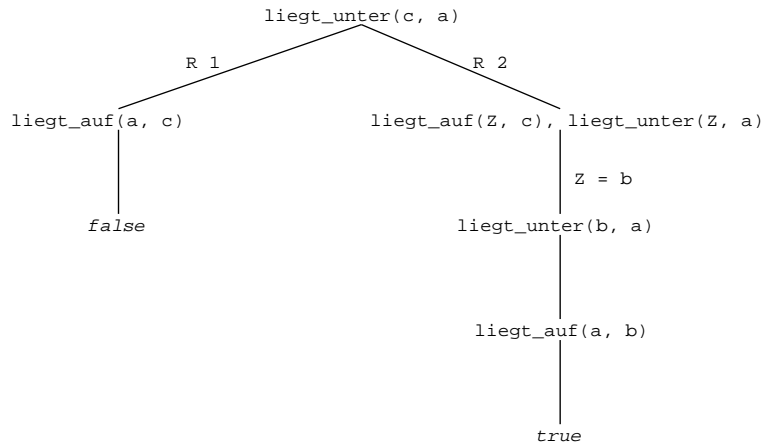 liegt_unter(c, a)
R 1
R 2
liegt_auf(a, c)
liegt_auf(Z, c), liegt_unter(Z, a)
Z = b
false
liegt_unter(b, a)
liegt_auf(a, b)
true